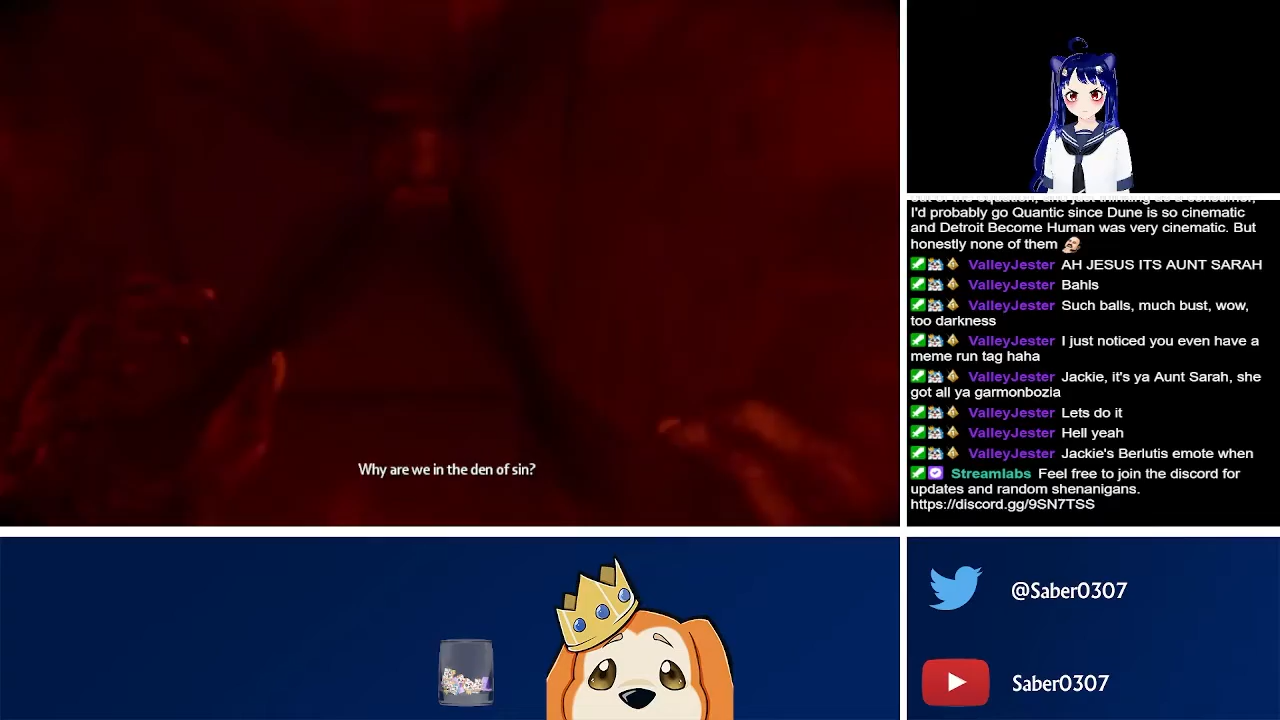 Why are we in the den of sin?
I'd probably go Quantic since Dune is so cinematic
and Detroit Become Human was very cinematic. But
honestly none of them
ValleyJester AH JESUS ITS AUNT SARAH
ValleyJester Bahls
ValleyJester Such balls, much bust, wow,
too darkness
ValleyJester I just noticed you even have a
meme run tag haha
ValleyJester Jackie, it's ya Aunt Sarah, she
got all ya garmonbozia
ValleyJester Lets do it
ValleyJester Hell yeah
ValleyJester Jackie's Berlutis emote when
Streamlabs Feel free to join the discord for
updates and random shenanigans.
https://discord.gg/9SN7TSS
@Saber0307
Saber0307